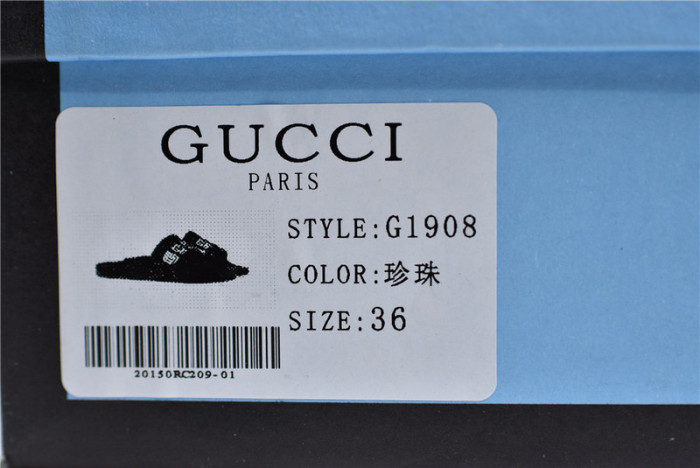 GUCCI
PARIS
STYLE:G1908
COLOR:珍珠
SIZE:36
20150RC209-01